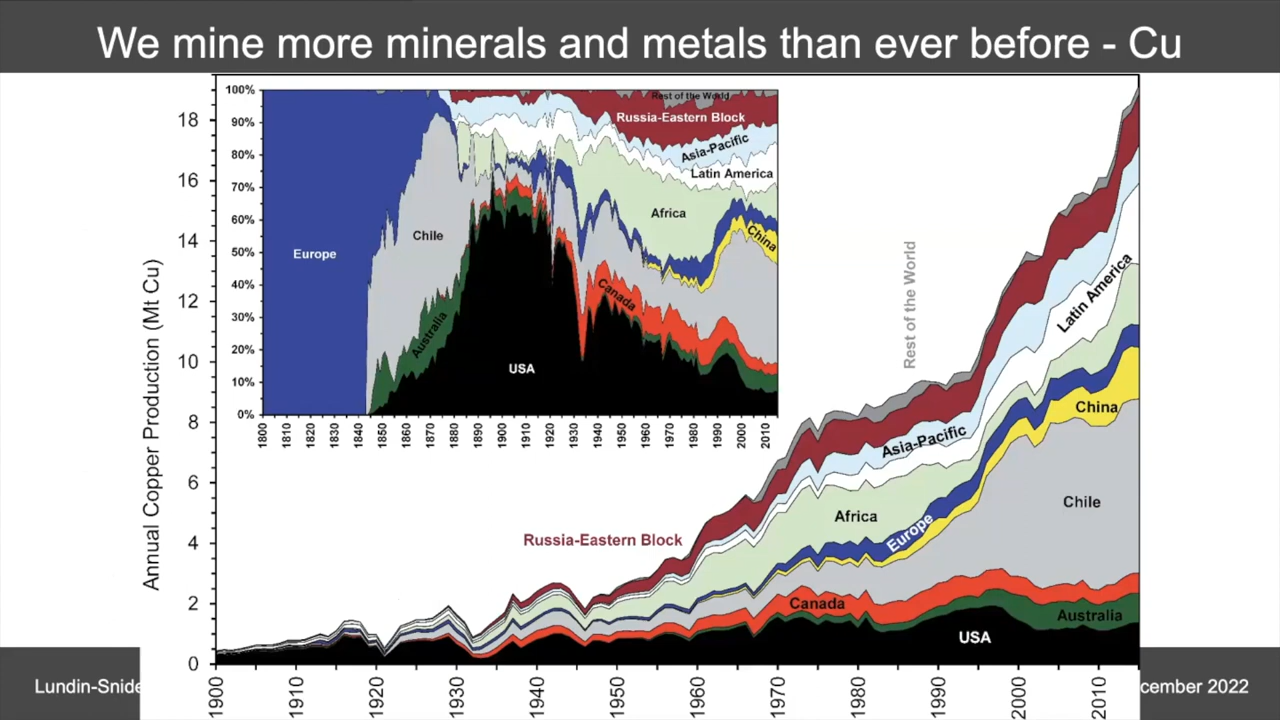 We mine more minerals and metals than ever before - Cu
Annual Copper Production (Mt Cu)
18
16
14
12
10
8
6
4
2
0
1900
1910
1920
1930
1940
1950
1960
1970
1980
1990
2000
2010
100%
90%
80%
70%
60%
50%
40%
30%
20%
10%
0%
1800
1810
1820
1830
1840
1850
1860
1870
1880
1890
1900
1910
1920
1930
1940
1950
1960
1970
1980
1990
2000
2010
Rest of the World
Russia-Eastern Block
Asia-Pacific
Latin America
Africa
China
Europe
Chile
Australia
Canada
USA
Rest of the World
Russia-Eastern Block
Asia-Pacific
Latin America
Africa
Europe
China
Chile
Canada
Australia
USA
Lundin-Snide
cember 2022